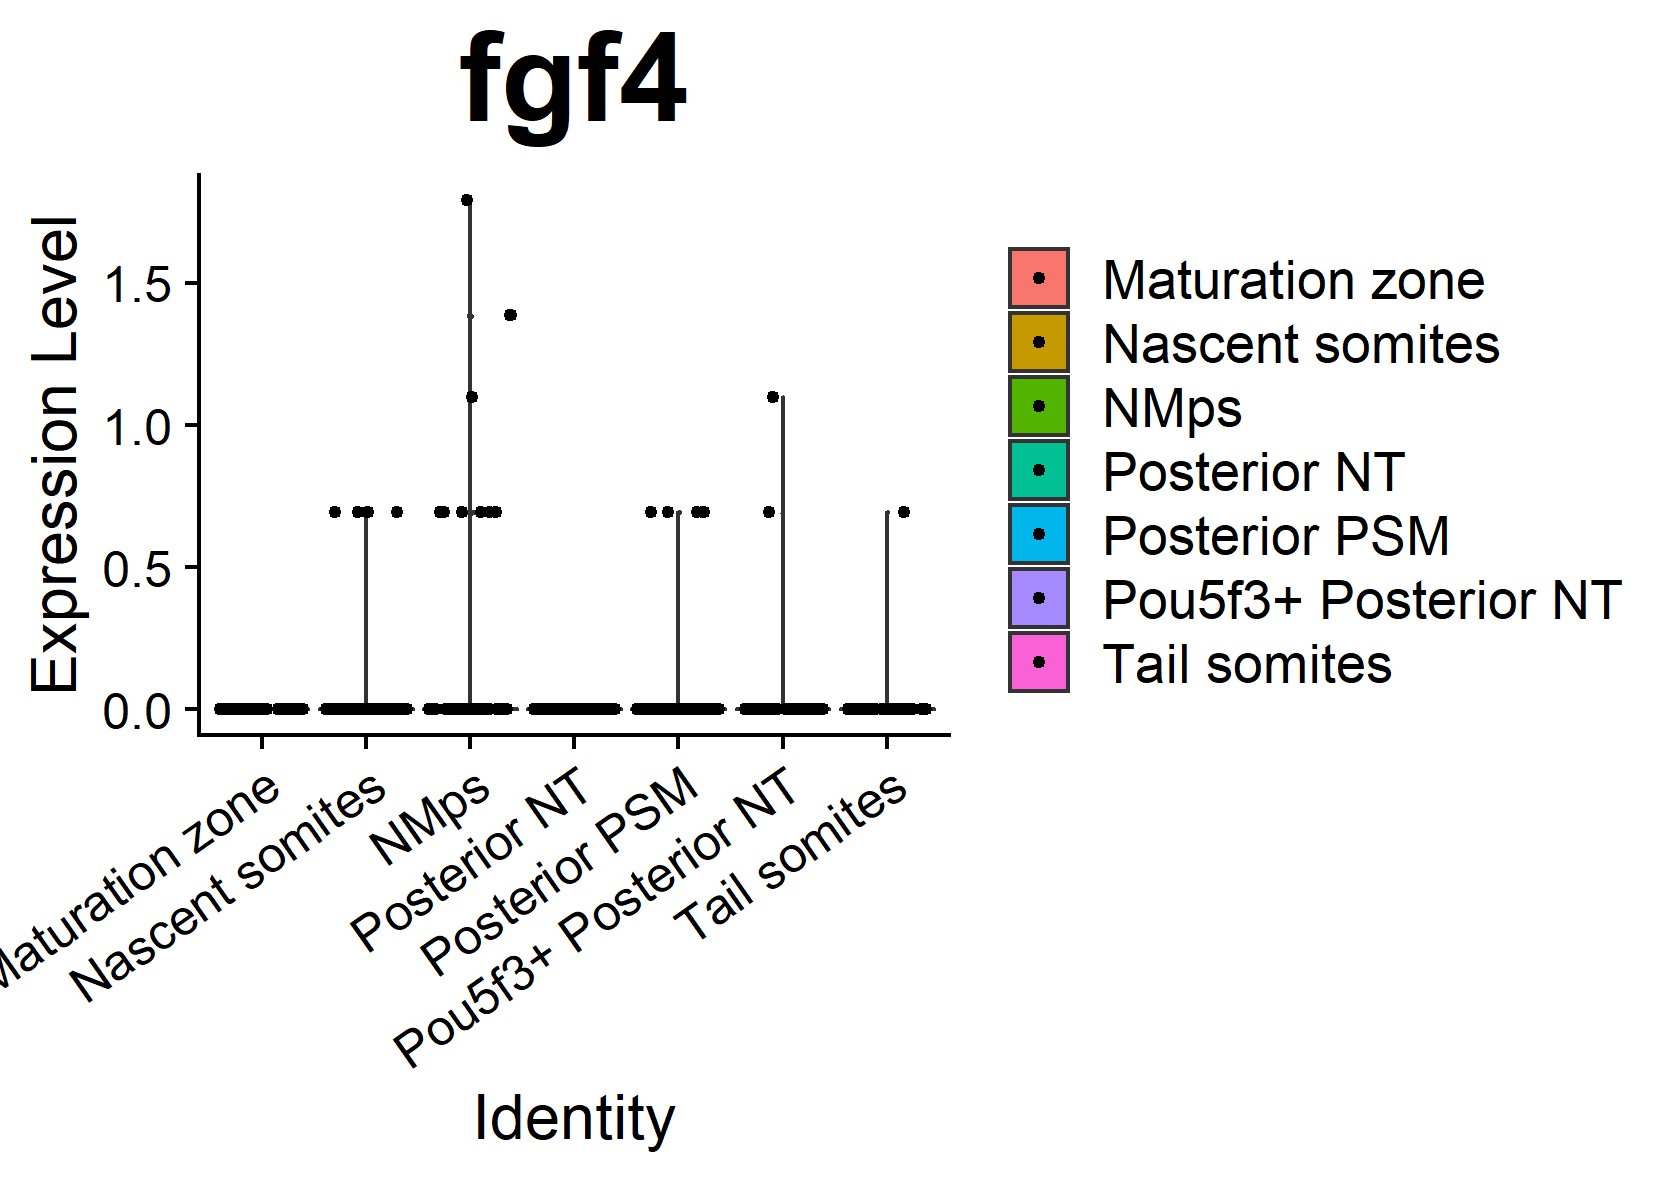 fgf4
Expression Level
1.5
1.0
0.5
0.0
Maturation zone
Nascent somites
NMps
Posterior NT
Posterior PSM
Pou5f3+ Posterior NT
Tail somites
Identity
Maturation zone
Nascent somites
NMps
Posterior NT
Posterior PSM
Pou5f3+ Posterior NT
Tail somites